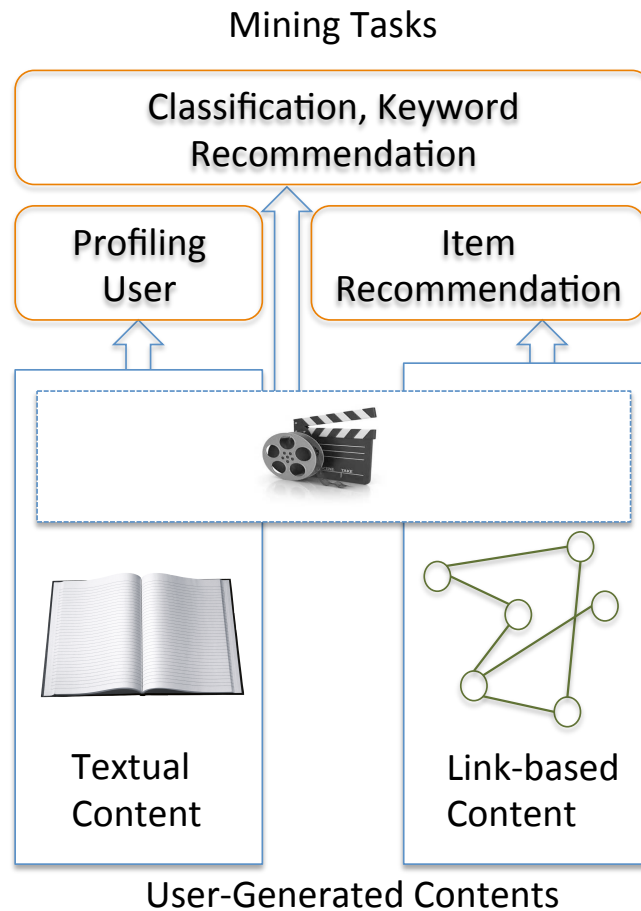 Mining Tasks
Classification, Keyword
Recommendation
Profiling
User
Item
Recommendation
Textual
Content
Link-based
Content
User-Generated Contents